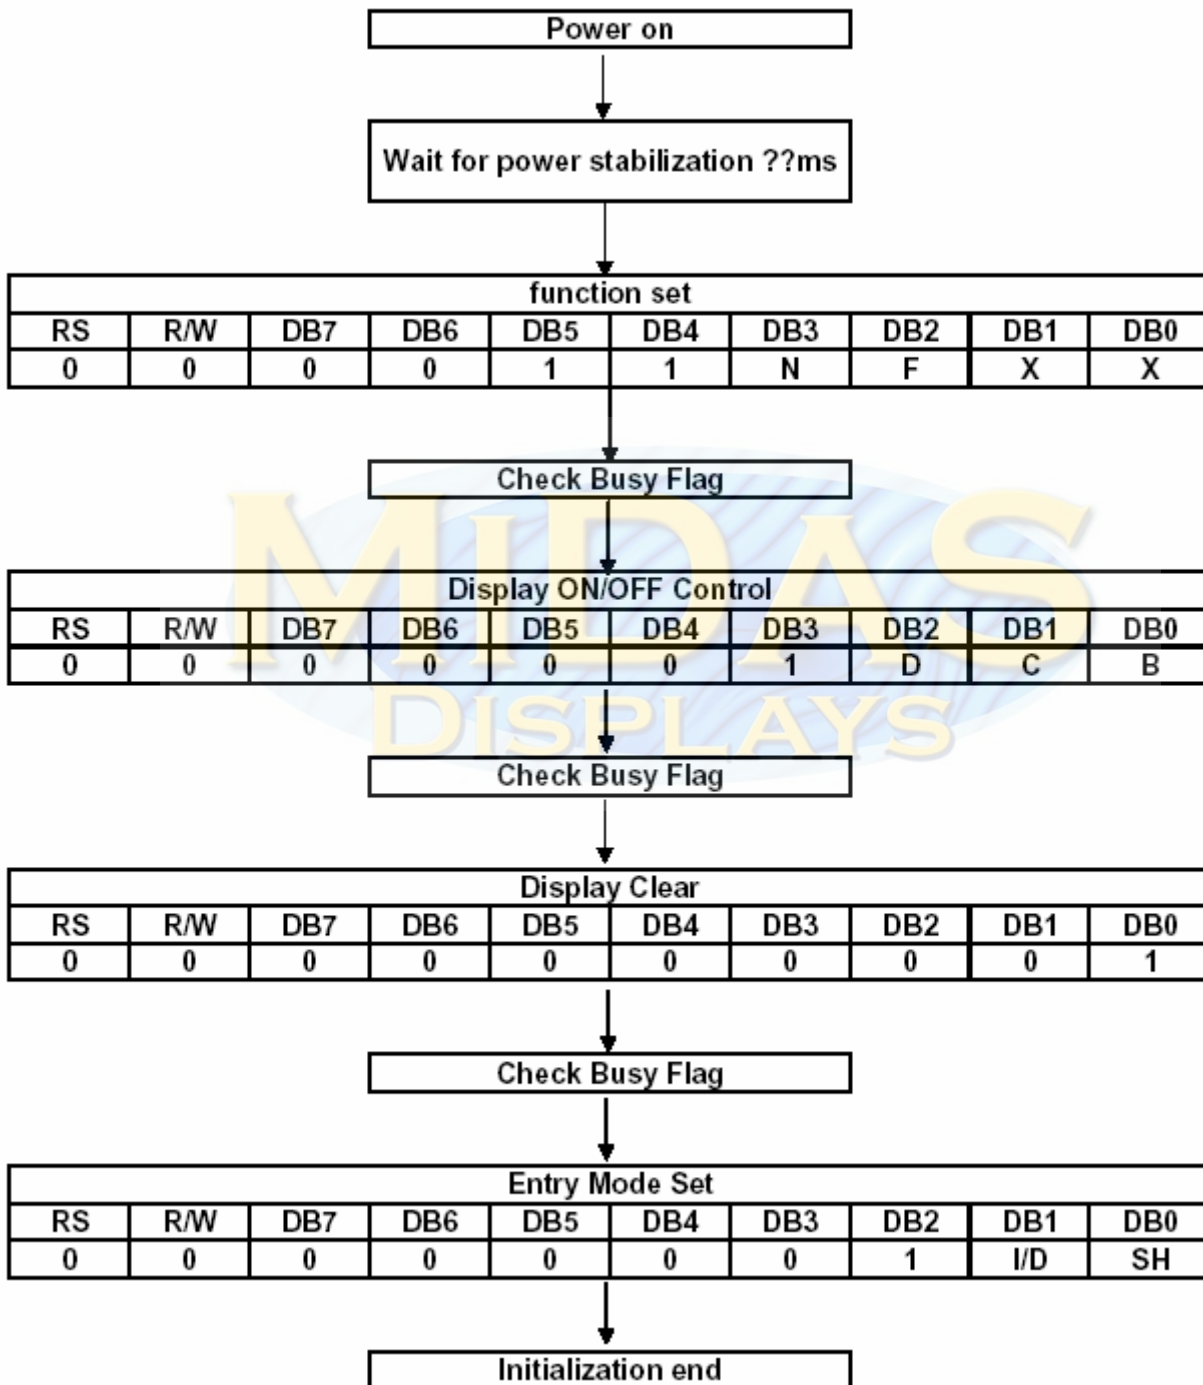 Power on
Wait for power stabilization ??ms
function set
RS R/W DB7 DB6 DB5 DB4 DB3 DB2 DB1 DB0
0 0 0 0 1 1 N F X X
Check Busy Flag
Display ON/OFF Control
RS R/W DB7 DB6 DB5 DB4 DB3 DB2 DB1 DB0
0 0 0 0 0 0 1 D C B
Check Busy Flag
Display Clear
RS R/W DB7 DB6 DB5 DB4 DB3 DB2 DB1 DB0
0 0 0 0 0 0 0 0 0 1
Check Busy Flag
Entry Mode Set
RS R/W DB7 DB6 DB5 DB4 DB3 DB2 DB1 DB0
0 0 0 0 0 0 0 1 I/D SH
Initialization end
MIDAS
DISPLAYS